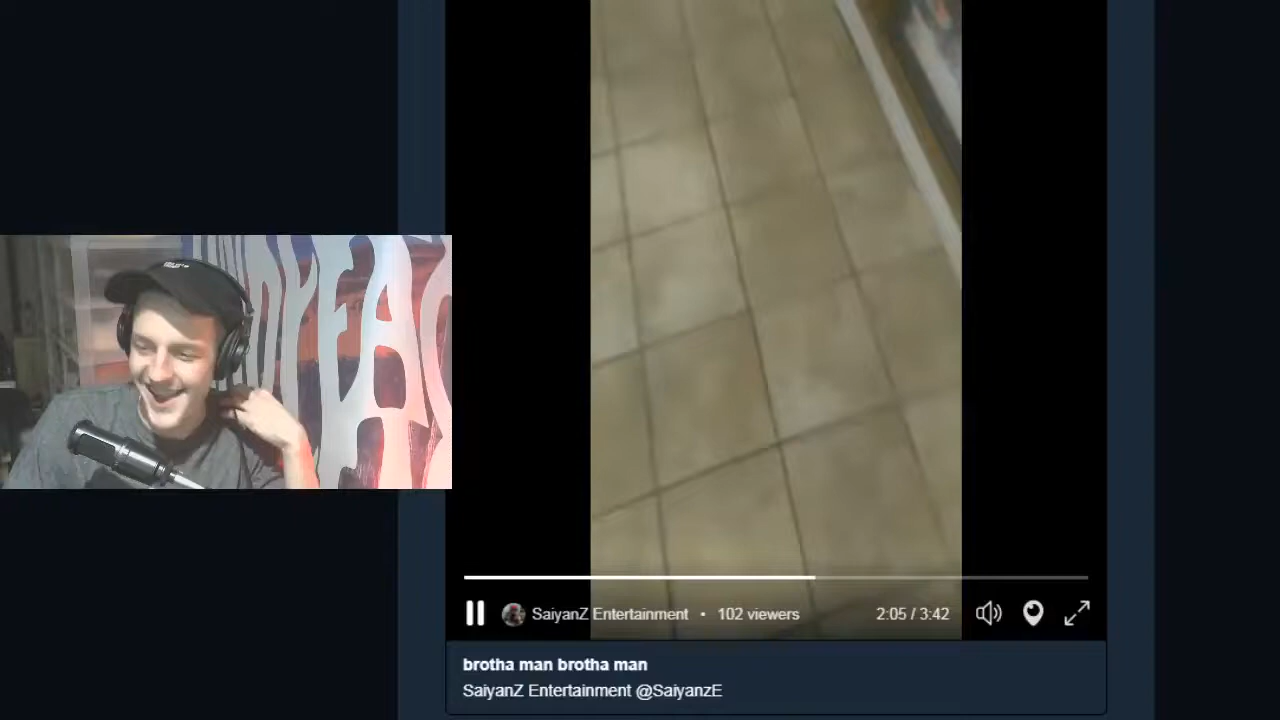 SaiyanZ Entertainment • 102 viewers 2:05 / 3:42
brotha man brotha man
SaiyanZ Entertainment @SaiyanzE